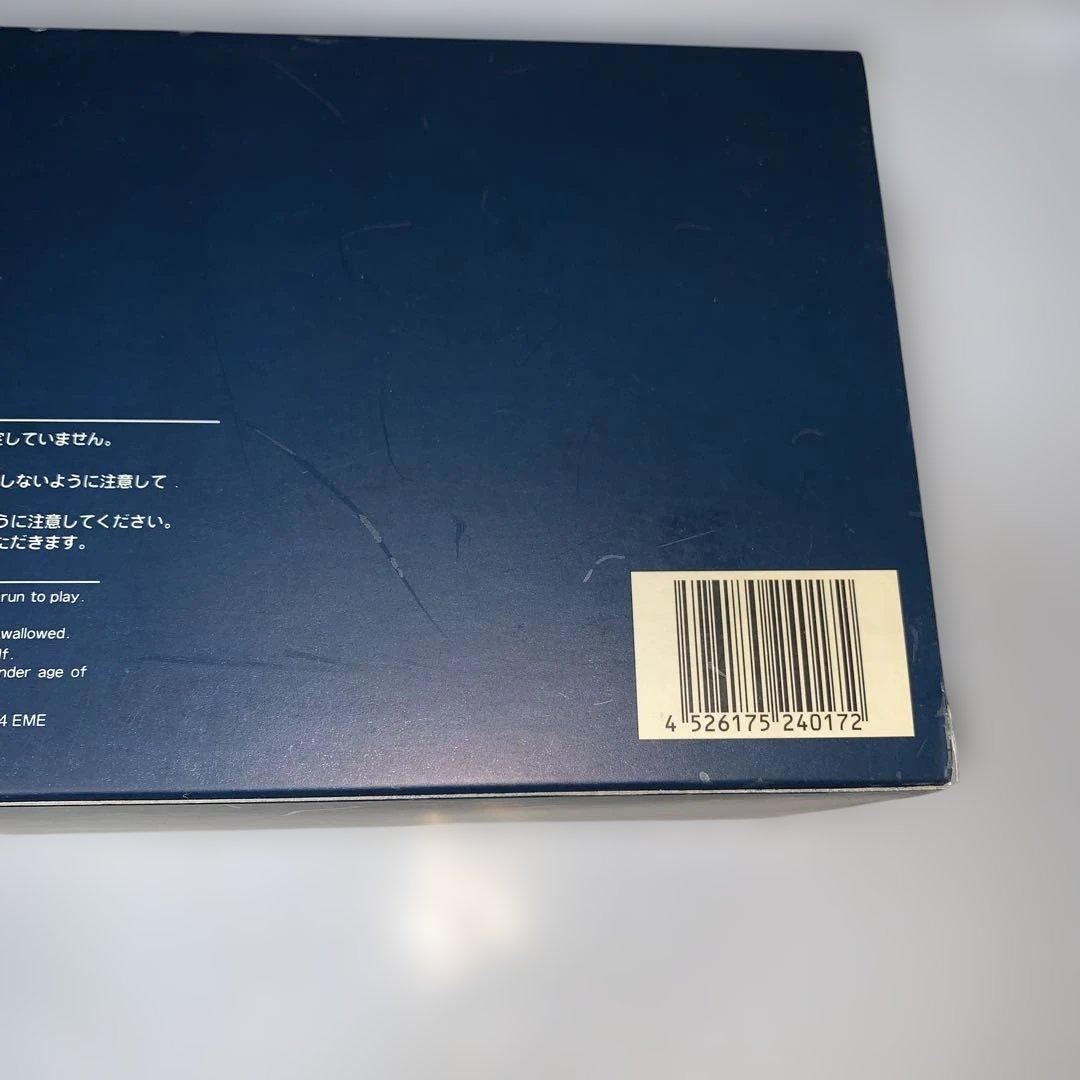 していません。
しないように注意して
うに注意してください。
ただきます。
run to play.
wallowed.
lf.
nder age of
4 EME
4 526175 240172